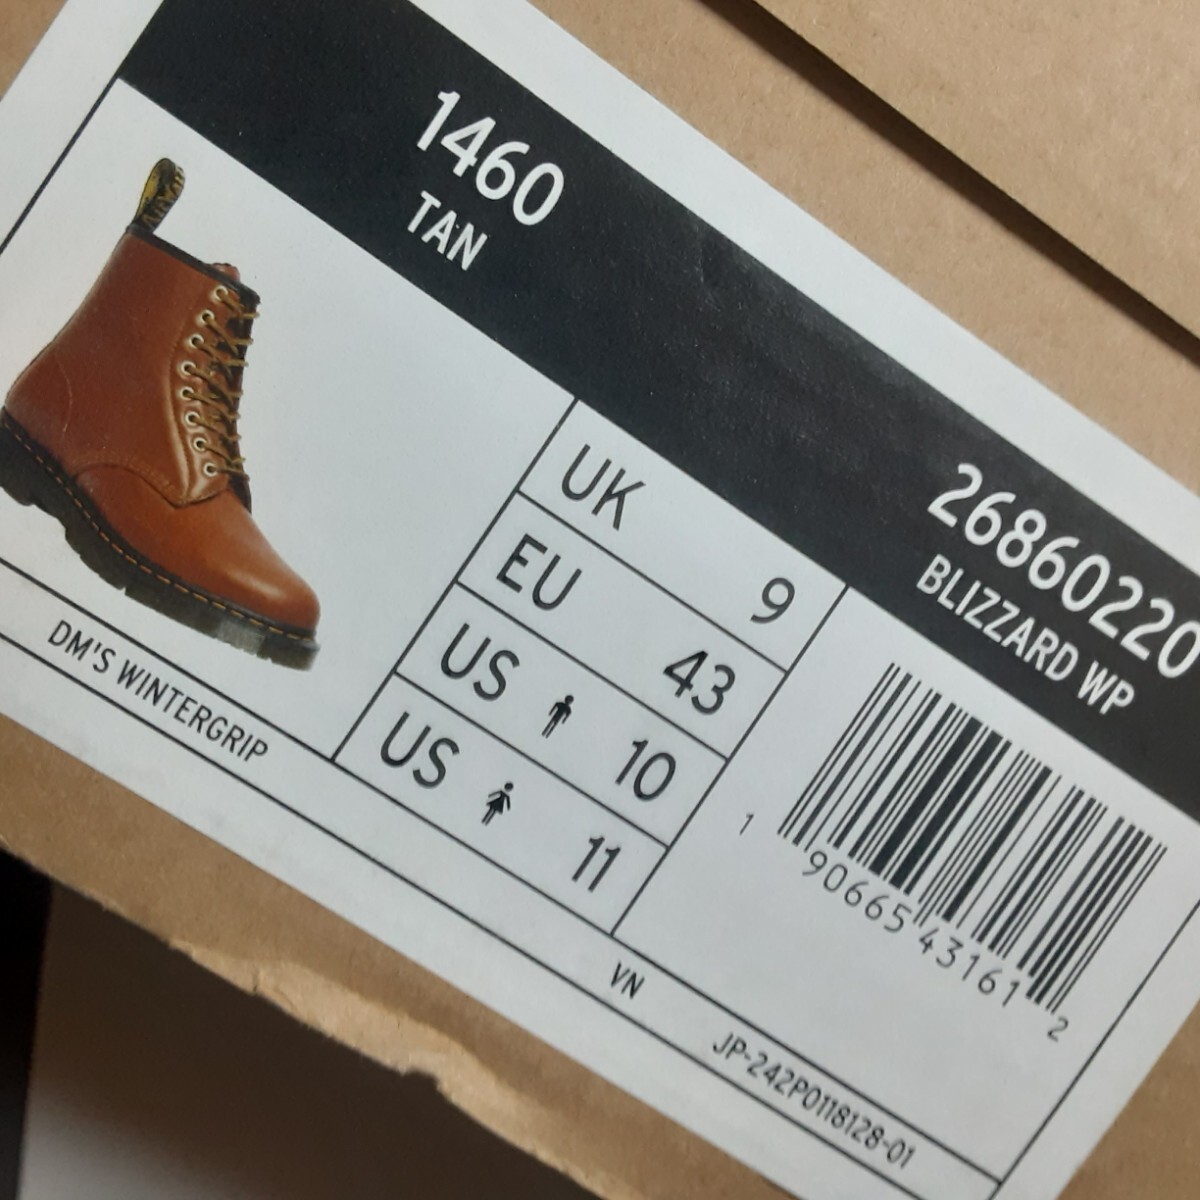 1460
TAN
26860220
BLIZZARD WP
UK 9
EU 43
US 10
US 11
1 90665 43161 2
DM'S WINTERGRIP
VN
JP-242P0118128-01